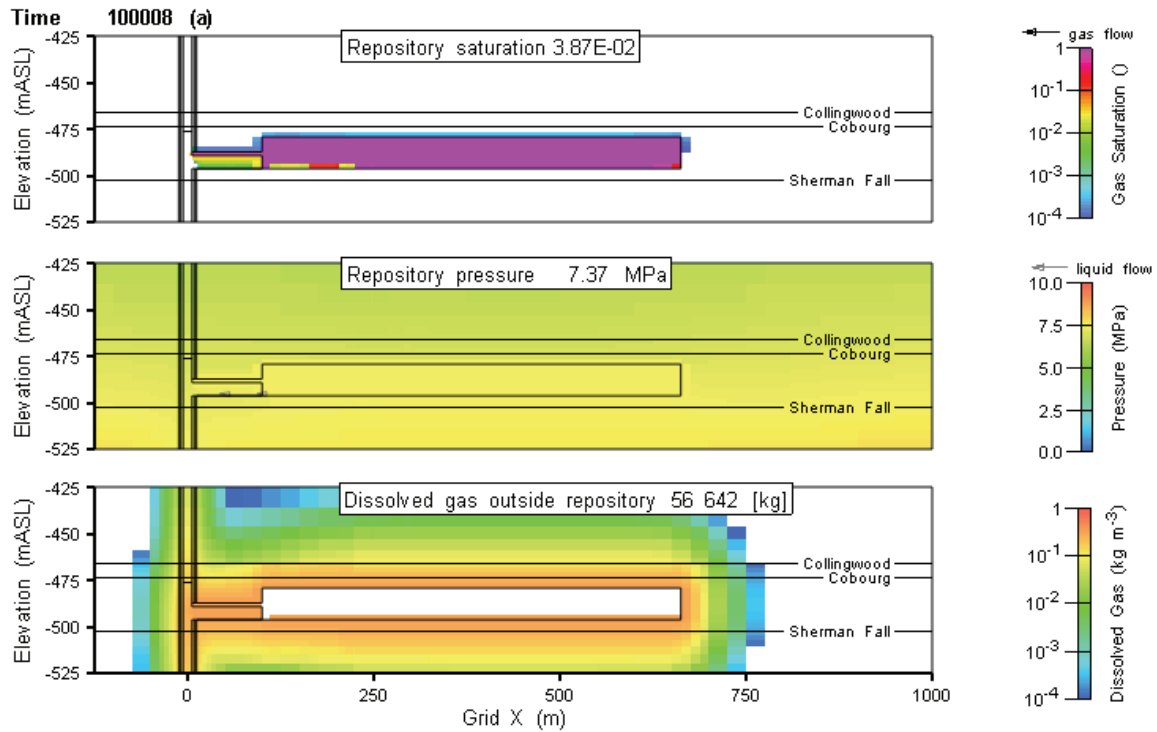 Time 100008 (a)
Repository saturation 3.87E-02
Elevation (mASL)
-425
-450
-475
-500
-525
Collingwood
Cobourg
Sherman Fall
gas flow
1
10-1
10-2
10-3
10-4
Gas Saturation ()
Repository pressure 7.37 MPa
Elevation (mASL)
-425
-450
-475
-500
-525
Collingwood
Cobourg
Sherman Fall
liquid flow
10.0
7.5
5.0
2.5
0.0
Pressure (MPa)
Dissolved gas outside repository 56 642 [kg]
Elevation (mASL)
-425
-450
-475
-500
-525
Collingwood
Cobourg
Sherman Fall
1
10-1
10-2
10-3
10-4
Dissolved Gas (kg m-3)
0 250 500 750 1000
Grid X (m)